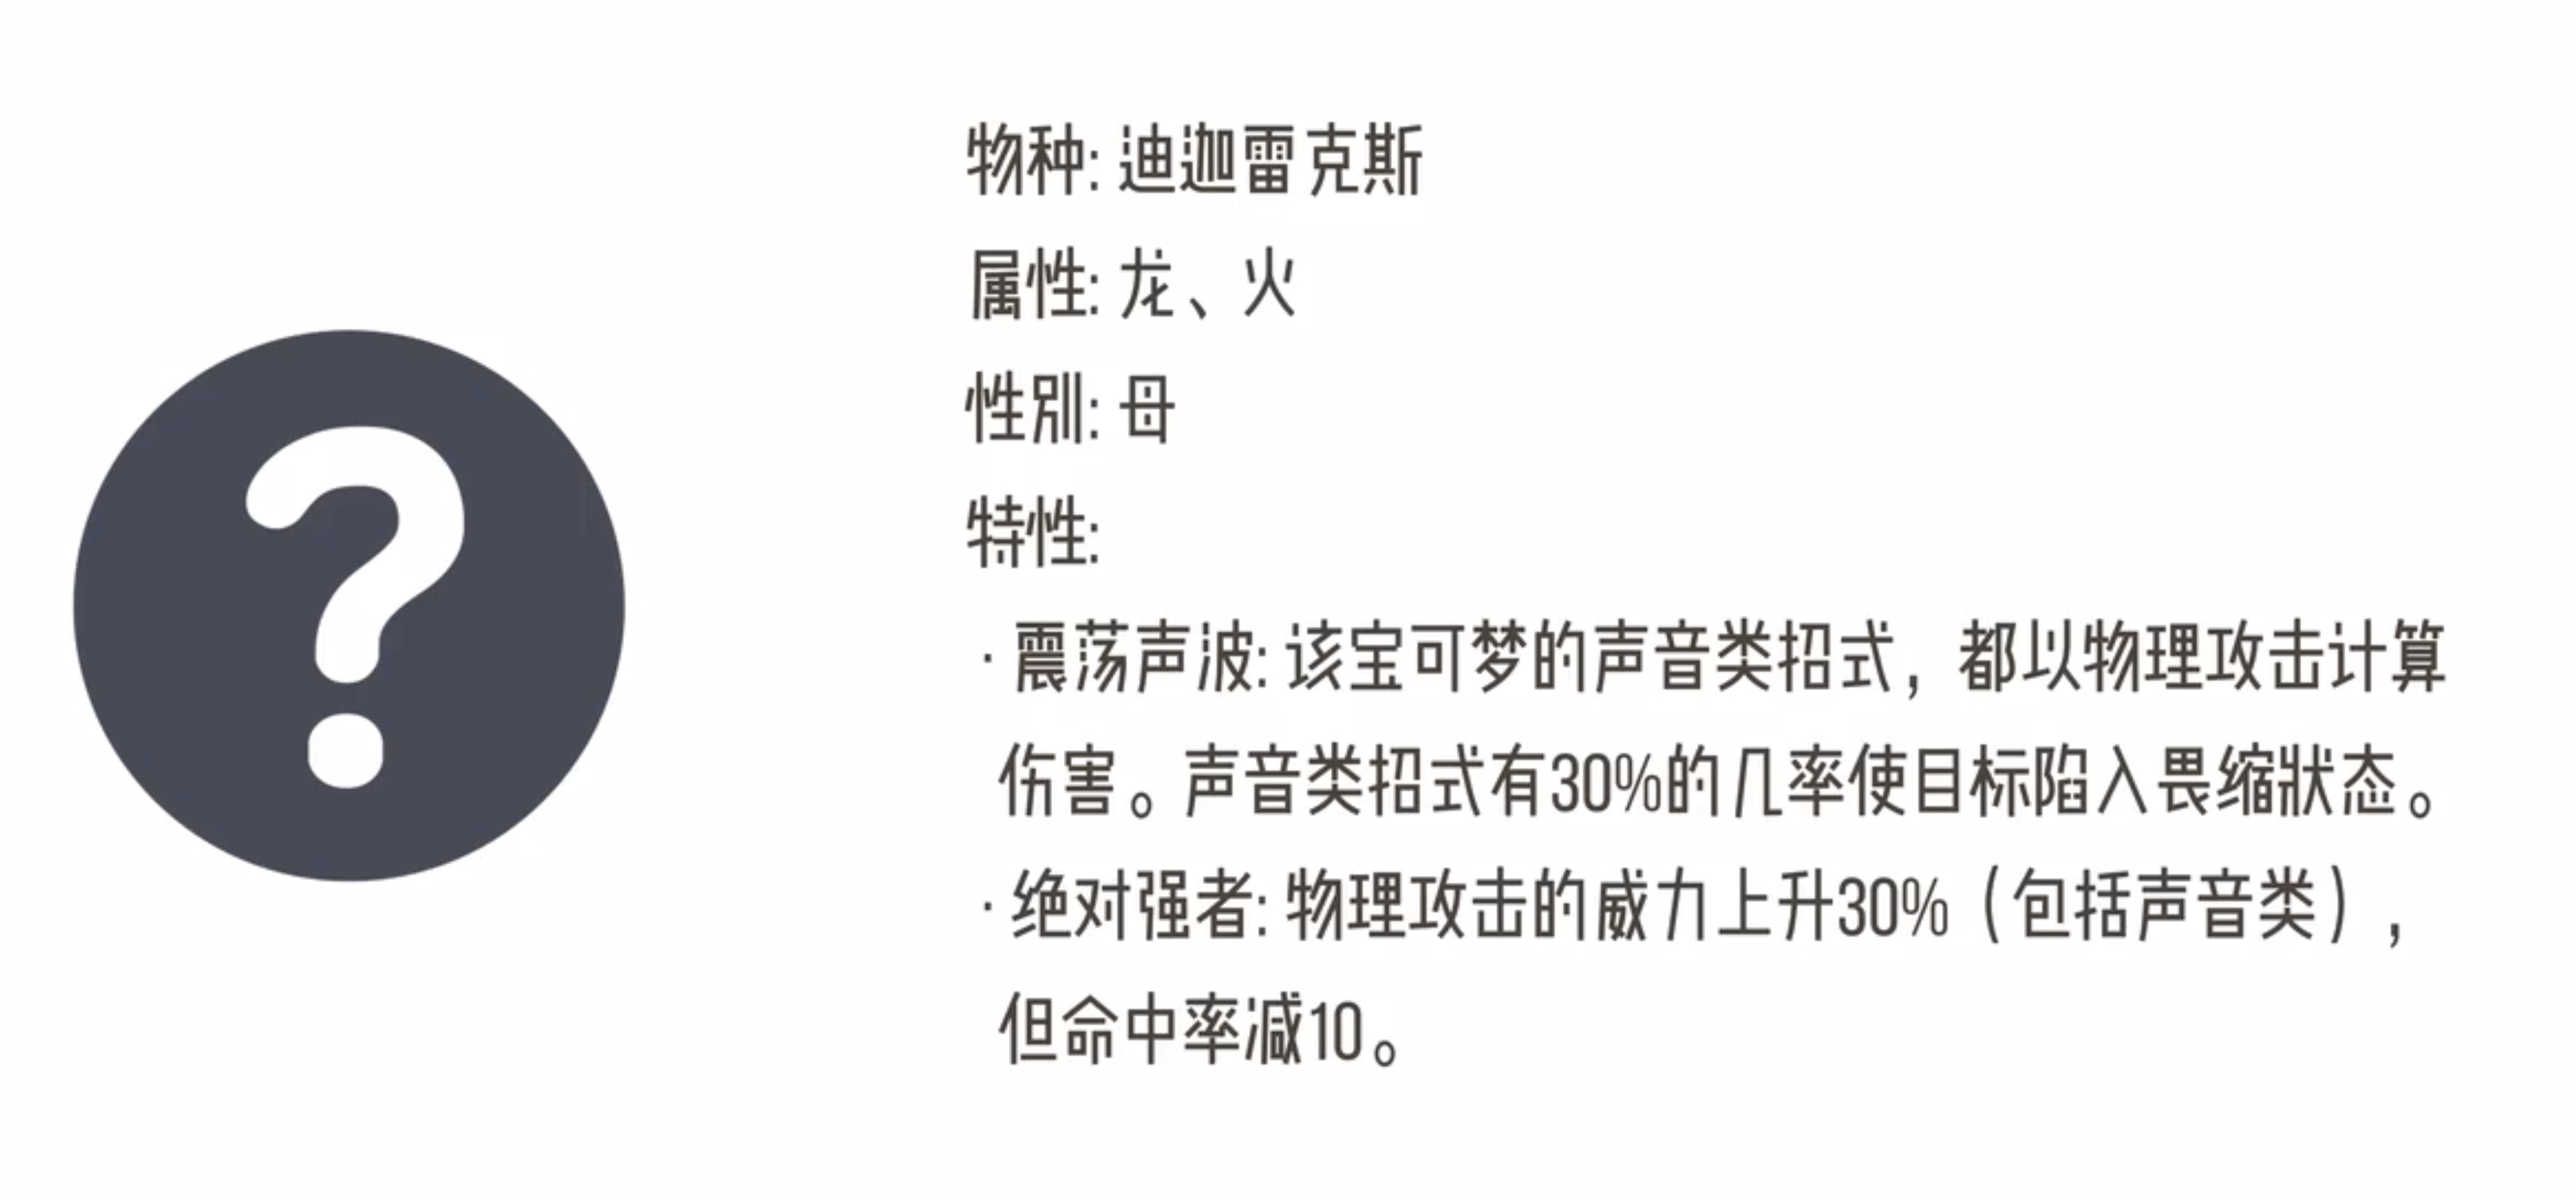 物种: 迪迦雷克斯
属性: 龙、火
性别: 母
特性:
·震荡声波: 该宝可梦的声音类招式，都以物理攻击计算
伤害。声音类招式有30%的几率使目标陷入畏缩狀态。
·绝对强者: 物理攻击的威力上升30%（包括声音类），
但命中率减10。